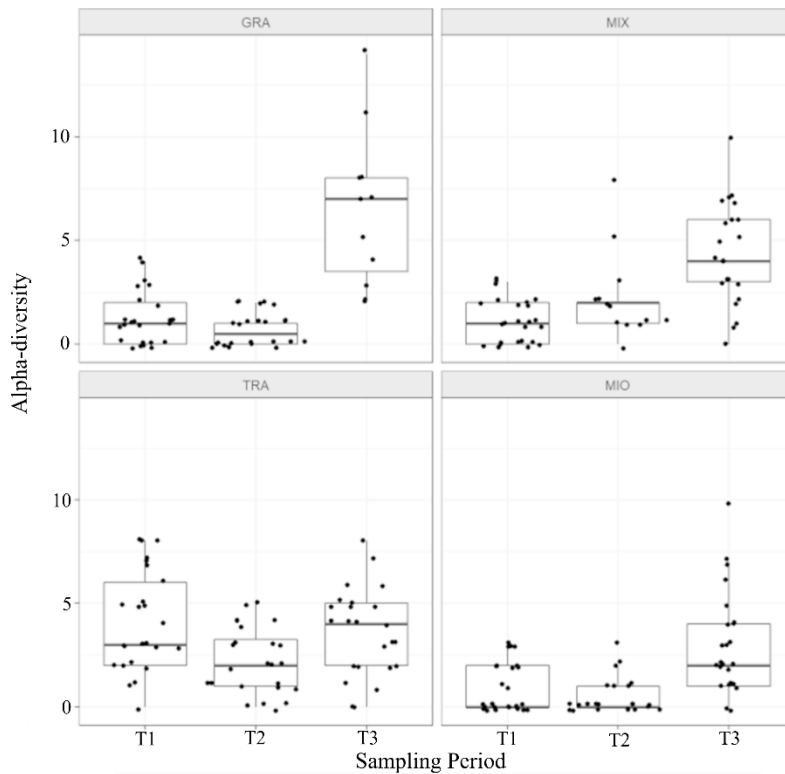 GRA MIX
10
5
0
TRA MIO
10
5
0
Alpha-diversity
T1 T2 T3 T1 T2 T3
Sampling Period